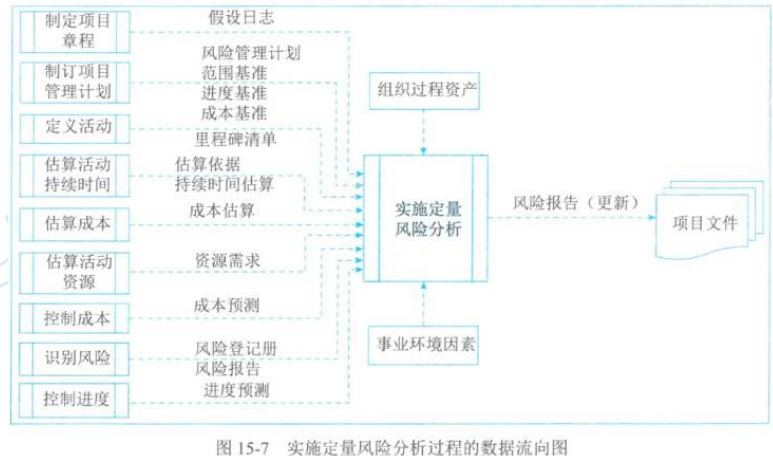 制定项目
章程
假设日志
制订项目
管理计划
风险管理计划
范围基准
进度基准
成本基准
定义活动
里程碑清单
估算活动
持续时间
估算依据
持续时间估算
估算成本
成本估算
估算活动
资源
资源需求
控制成本
成本预测
识别风险
风险登记册
风险报告
控制进度
进度预测
组织过程资产
实施定量
风险分析
事业环境因素
风险报告（更新）
项目文件
图 15-7 实施定量风险分析过程的数据流向图